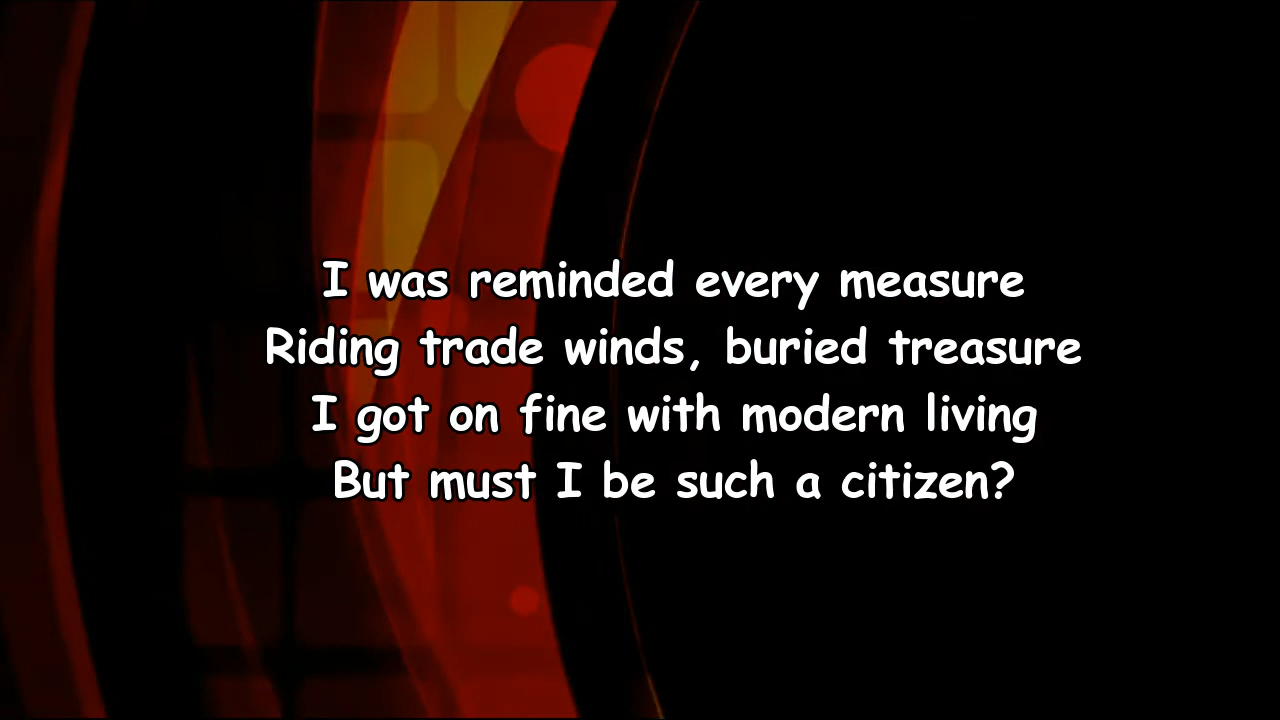 I was reminded every measure
Riding trade winds, buried treasure
I got on fine with modern living
But must I be such a citizen?